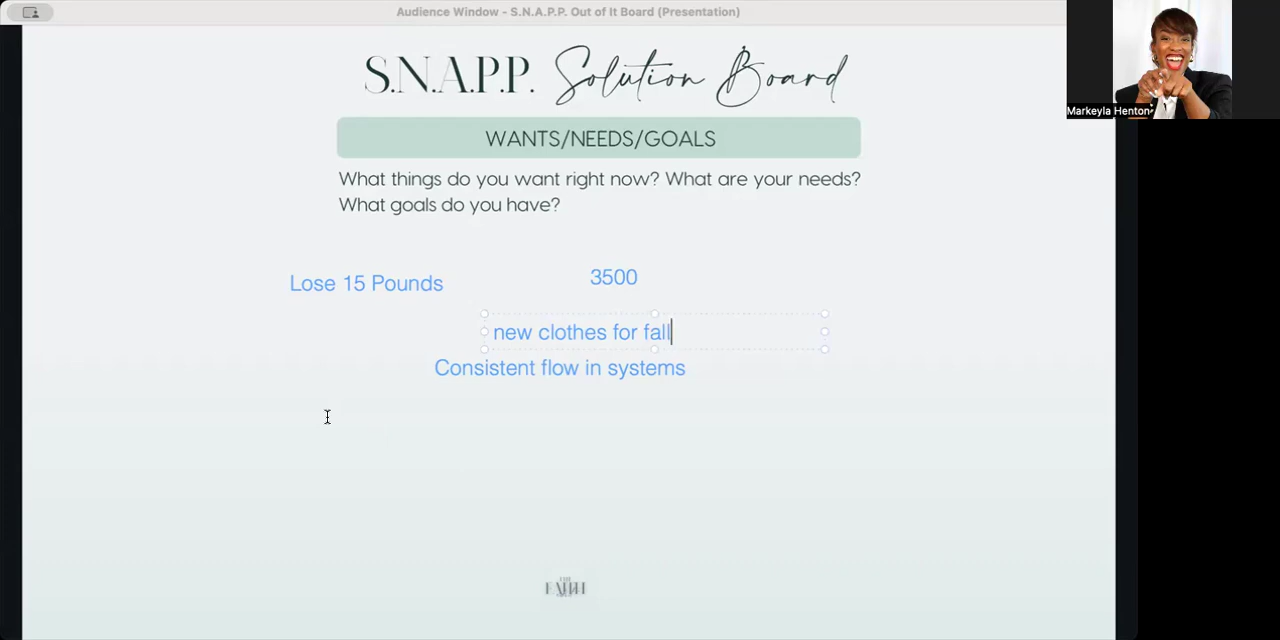 Audience Window - S.N.A.P.P. Out of It Board (Presentation)
S.N.A.P.P. Solution Board
Markeyla Henton
WANTS/NEEDS/GOALS
What things do you want right now? What are your needs?
What goals do you have?
Lose 15 Pounds
3500
new clothes for fall
Consistent flow in systems
FAITH